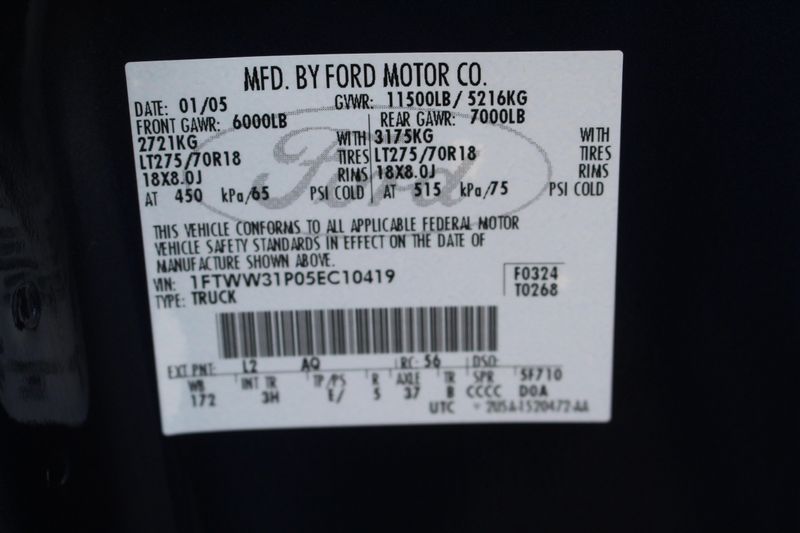 MFD. BY FORD MOTOR CO.
DATE: 01/05 GVWR: 11500LB/ 5216KG
FRONT GAWR: 6000LB REAR GAWR: 7000LB
2721KG WITH 3175KG WITH
LT275/70R18 TIRES LT275/70R18 TIRES
18X8.0J RIMS 18X8.0J RIMS
AT 450 kPa/65 PSI COLD AT 515 kPa/75 PSI COLD
Ford
THIS VEHICLE CONFORMS TO ALL APPLICABLE FEDERAL MOTOR
VEHICLE SAFETY STANDARDS IN EFFECT ON THE DATE OF
MANUFACTURE SHOWN ABOVE.
VIN: 1FTWW31P05EC10419 F0324
TYPE: TRUCK T0268
EXT PNT: L2 AQ RC: 56 DSO:
WB INT TR TP/PS R AXLE TR SPR 5F710
172 3H E/ 5 37 B CCCC D0A
UTC 2U5A-1520472-AA